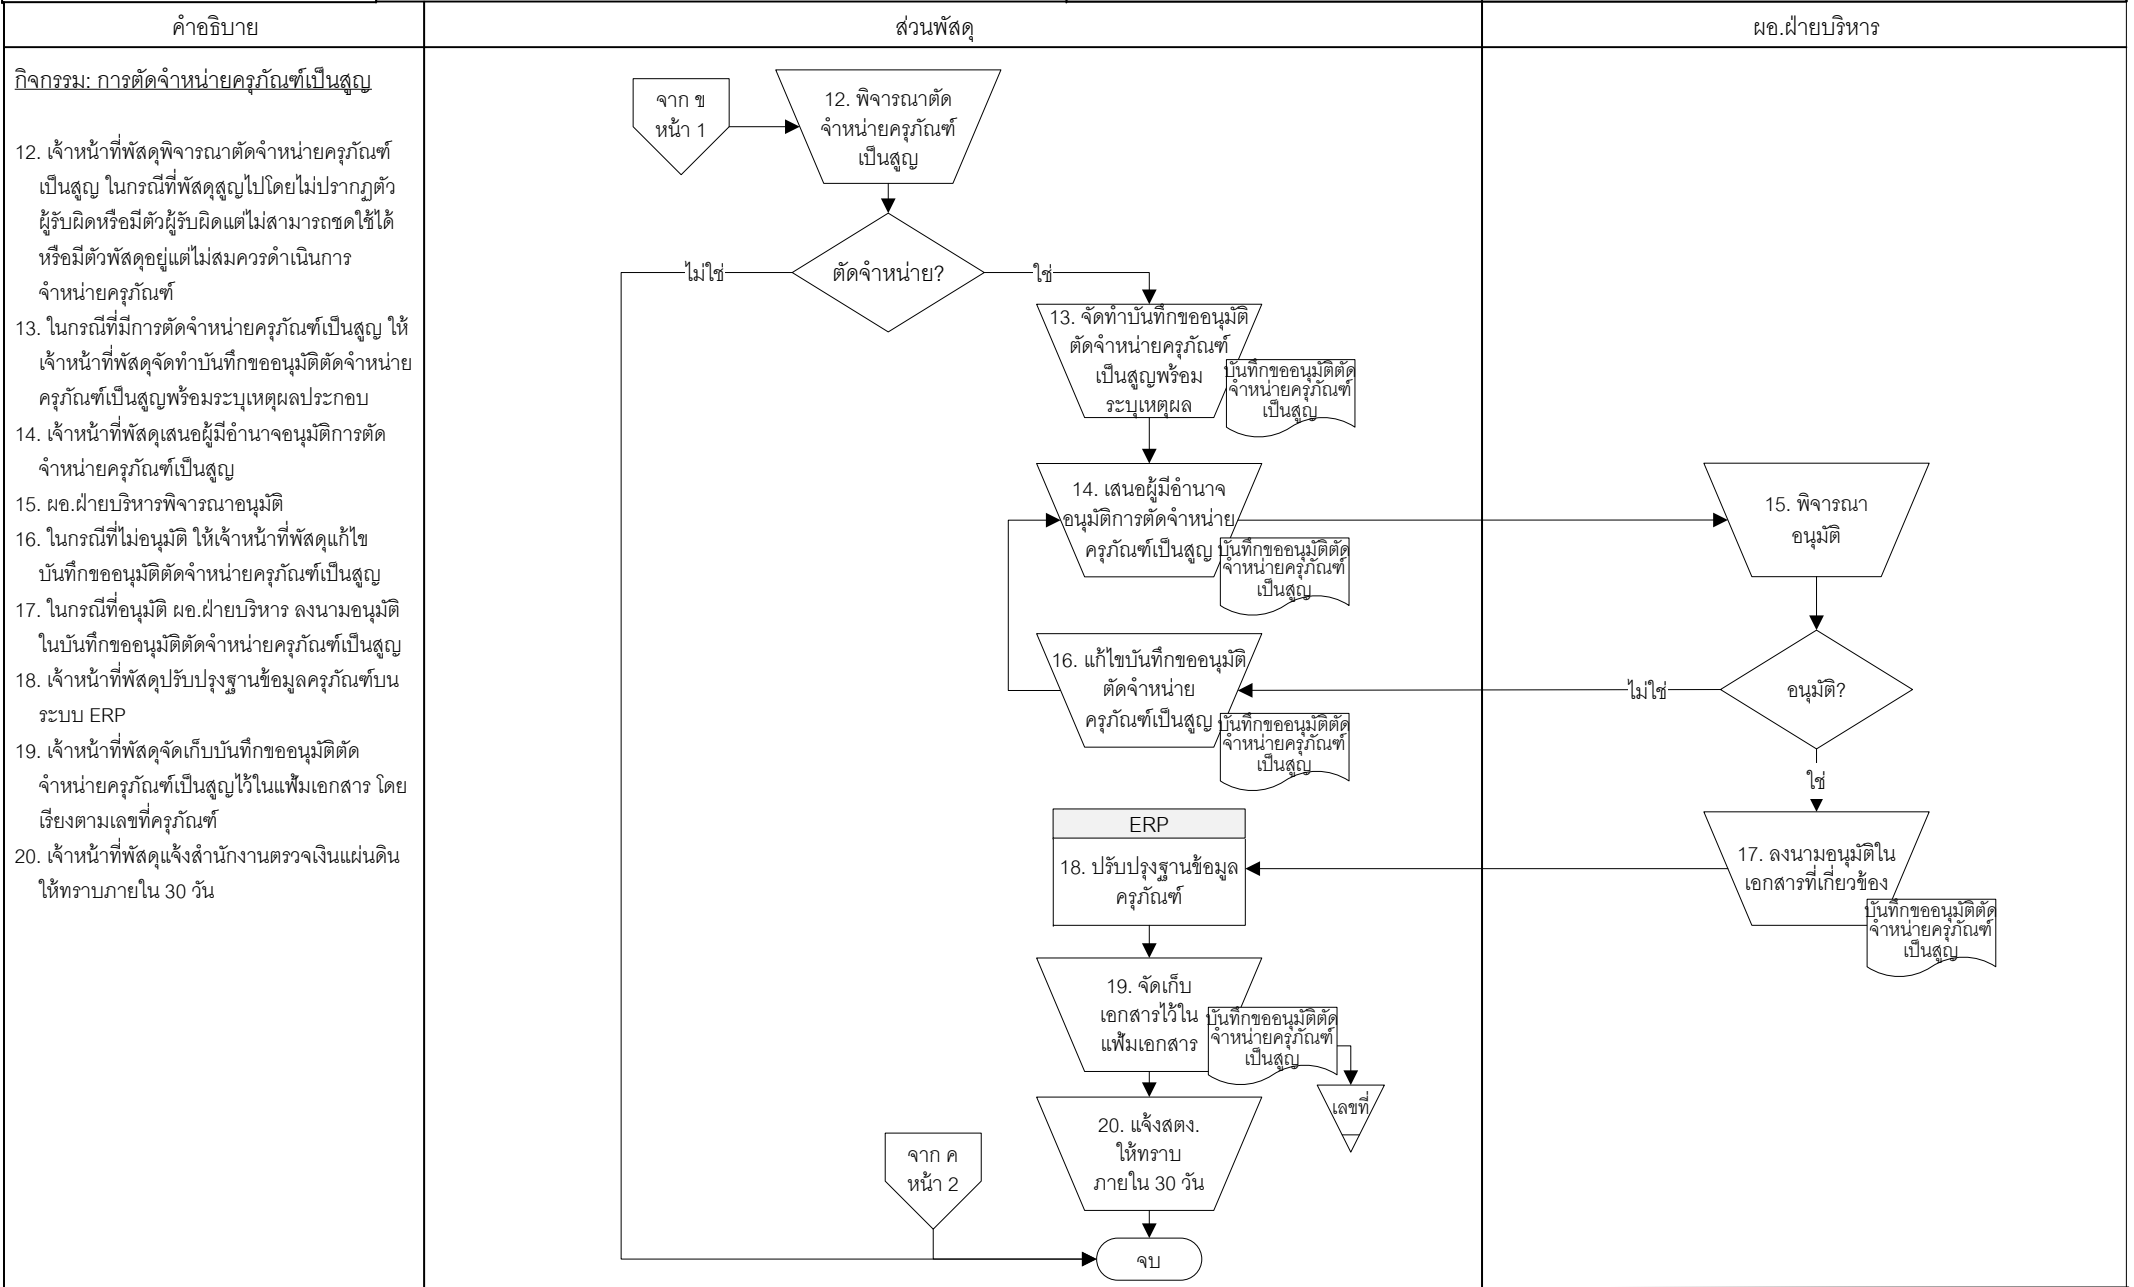 คำอธิบาย
ส่วนพัสดุ
ผอ.ฝ่ายบริหาร
กิจกรรม: การตัดจำหน่ายครุภัณฑ์เป็นสูญ
12. เจ้าหน้าที่พัสดุพิจารณาตัดจำหน่ายครุภัณฑ์
เป็นสูญ ในกรณีที่พัสดุสูญไปโดยไม่ปรากฏตัว
ผู้รับผิดหรือมีตัวผู้รับผิดแต่ไม่สามารถชดใช้ได้
หรือมีตัวพัสดุอยู่แต่ไม่สมควรดำเนินการ
จำหน่ายครุภัณฑ์
13. ในกรณีที่มีการตัดจำหน่ายครุภัณฑ์เป็นสูญ ให้
เจ้าหน้าที่พัสดุจัดทำบันทึกขออนุมัติตัดจำหน่าย
ครุภัณฑ์เป็นสูญพร้อมระบุเหตุผลประกอบ
14. เจ้าหน้าที่พัสดุเสนอผู้มีอำนาจอนุมัติการตัด
จำหน่ายครุภัณฑ์เป็นสูญ
15. ผอ.ฝ่ายบริหารพิจารณาอนุมัติ
16. ในกรณีที่ไม่อนุมัติ ให้เจ้าหน้าที่พัสดุแก้ไข
บันทึกขออนุมัติตัดจำหน่ายครุภัณฑ์เป็นสูญ
17. ในกรณีที่อนุมัติ ผอ.ฝ่ายบริหาร ลงนามอนุมัติ
ในบันทึกขออนุมัติตัดจำหน่ายครุภัณฑ์เป็นสูญ
18. เจ้าหน้าที่พัสดุปรับปรุงฐานข้อมูลครุภัณฑ์บน
ระบบ ERP
19. เจ้าหน้าที่พัสดุจัดเก็บบันทึกขออนุมัติตัด
จำหน่ายครุภัณฑ์เป็นสูญไว้ในแฟ้มเอกสาร โดย
เรียงตามเลขที่ครุภัณฑ์
20. เจ้าหน้าที่พัสดุแจ้งสำนักงานตรวจเงินแผ่นดิน
ให้ทราบภายใน 30 วัน
จาก ข
หน้า 1
12. พิจารณาตัด
จำหน่ายครุภัณฑ์
เป็นสูญ
ไม่ใช่
ตัดจำหน่าย?
ใช่
13. จัดทำบันทึกขออนุมัติ
ตัดจำหน่ายครุภัณฑ์
เป็นสูญพร้อม
ระบุเหตุผล
บันทึกขออนุมัติตัด
จำหน่ายครุภัณฑ์
เป็นสูญ
14. เสนอผู้มีอำนาจ
อนุมัติการตัดจำหน่าย
ครุภัณฑ์เป็นสูญ
บันทึกขออนุมัติตัด
จำหน่ายครุภัณฑ์
เป็นสูญ
15. พิจารณา
อนุมัติ
16. แก้ไขบันทึกขออนุมัติ
ตัดจำหน่าย
ครุภัณฑ์เป็นสูญ
บันทึกขออนุมัติตัด
จำหน่ายครุภัณฑ์
เป็นสูญ
ไม่ใช่
อนุมัติ?
ใช่
ERP
18. ปรับปรุงฐานข้อมูล
ครุภัณฑ์
17. ลงนามอนุมัติใน
เอกสารที่เกี่ยวข้อง
บันทึกขออนุมัติตัด
จำหน่ายครุภัณฑ์
เป็นสูญ
19. จัดเก็บ
เอกสารไว้ใน
แฟ้มเอกสาร
บันทึกขออนุมัติตัด
จำหน่ายครุภัณฑ์
เป็นสูญ
เลขที่
20. แจ้งสตง.
ให้ทราบ
ภายใน 30 วัน
จาก ค
หน้า 2
จบ